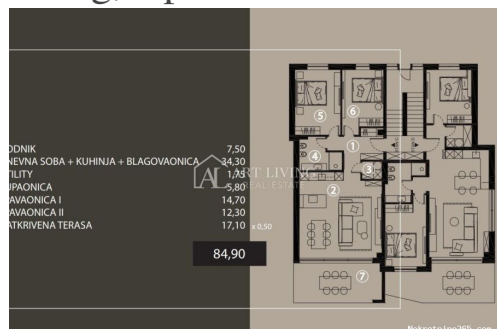 ODNIK 7,50
NEVNA SOBA + KUHINJA + BLAGOVAONICA 34,30
TILITY 1,75
UPAONICA 5,80
PAVAONICA I 14,70
PAVAONICA II 12,30
ATKRIVENA TERASA 17,10 x 0,50
84,90
ART LIVING
REAL ESTATE
5
6
1
4
3
2
7
Nekretnine365.com